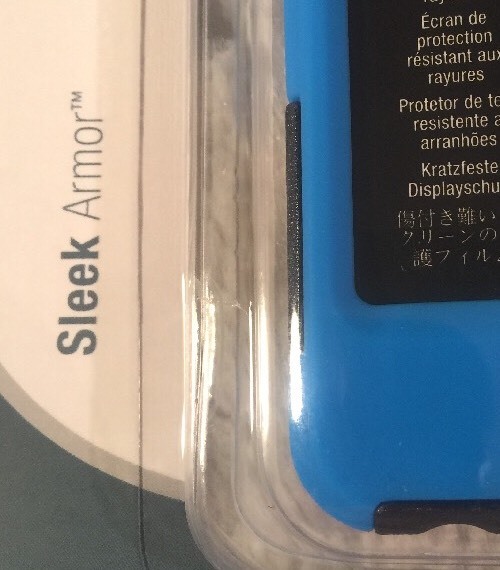 Sleek Armor™
Écran de
protection
résistant aux
rayures
Protetor de te
resistente a
arranhões
Kratzfeste
Displayschu
傷付き難い
クリーンの
護フィル